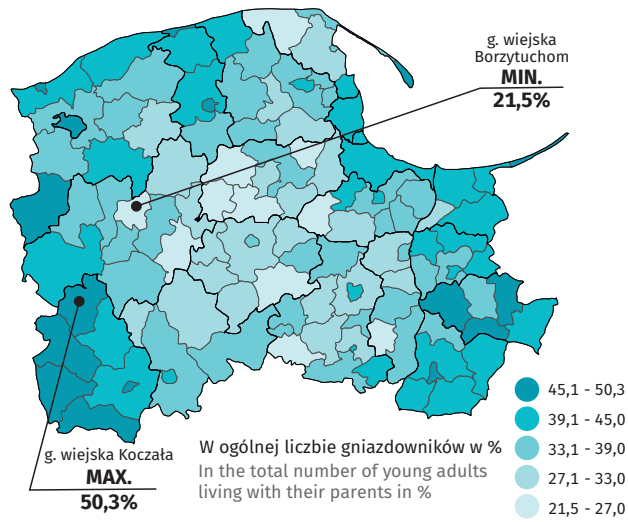 g. wiejska
Borzytuchom
MIN.
21,5%
g. wiejska Koczała
MAX.
50,3%
W ogólnej liczbie gniazdowników w %
In the total number of young adults
living with their parents in %
45,1 - 50,3
39,1 - 45,0
33,1 - 39,0
27,1 - 33,0
21,5 - 27,0